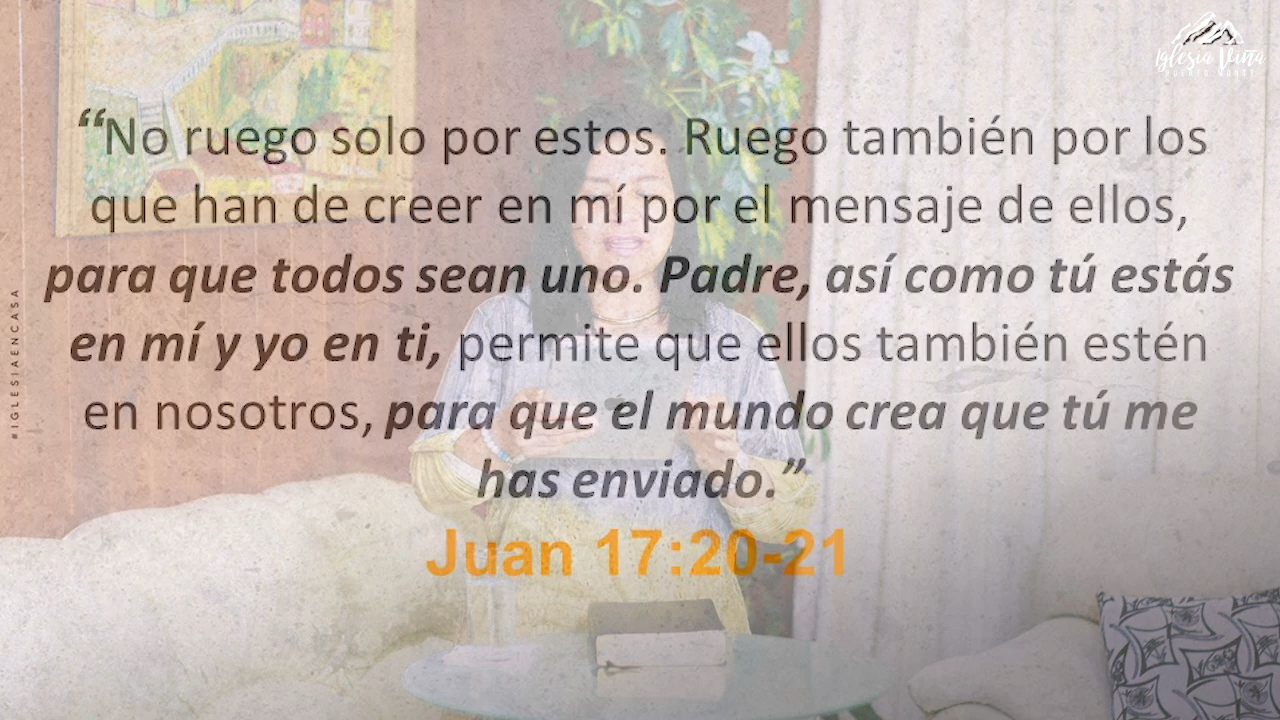 Iglesia Viña
“No ruego solo por estos. Ruego también por los
que han de creer en mí por el mensaje de ellos,
para que todos sean uno. Padre, así como tú estás
en mí y yo en ti, permite que ellos también estén
en nosotros, para que el mundo crea que tú me
has enviado.”
Juan 17:20-21
#IGLESIAENCASA